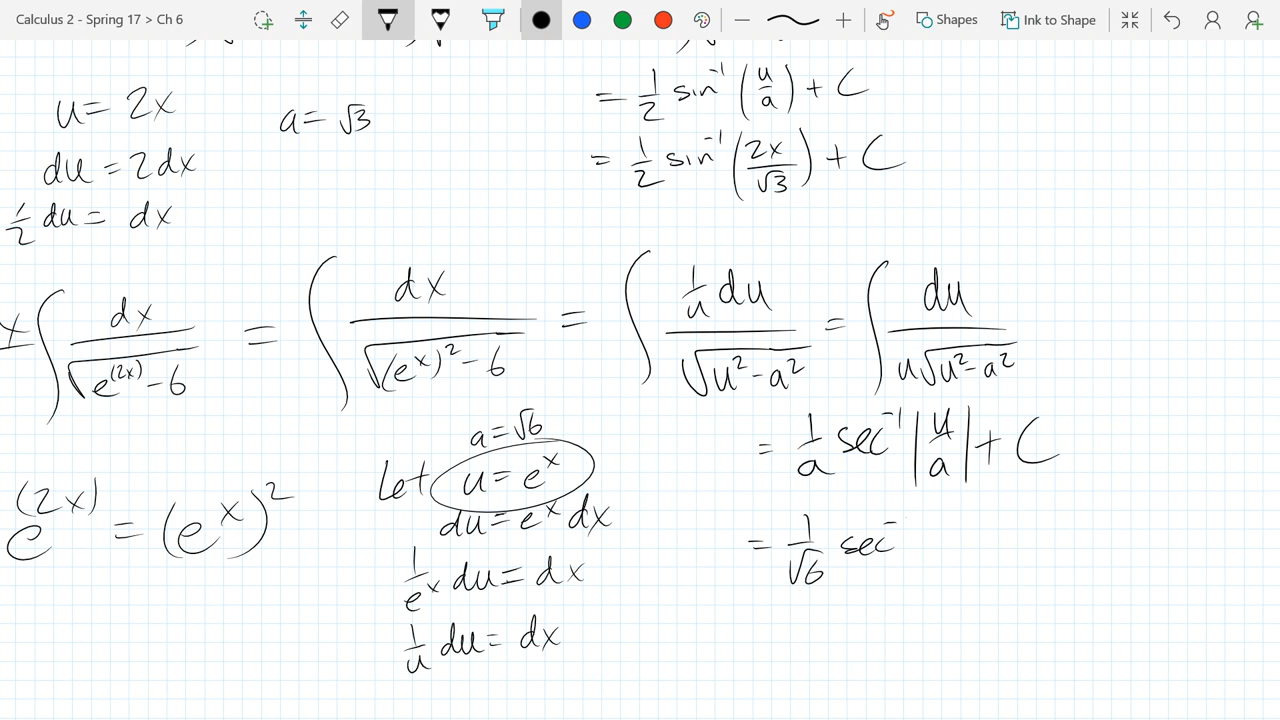 Calculus 2 - Spring 17 > Ch 6 Shapes Ink to Shape
u = 2x
a = √3
= 1/2 sin⁻¹ (u/a) + C
du = 2dx
= 1/2 sin⁻¹ (2x/√3) + C
1/2 du = dx
∫ dx/√(e^(2x) - 6) = ∫ dx/√((e^x)² - 6) = ∫ (1/u du)/√(u² - a²) = ∫ du/(u√(u² - a²))
= 1/a sec⁻¹ |u/a| + C
a = √6
Let u = e^x
e^(2x) = (e^x)²
du = e^x dx
= 1/√6 sec⁻
1/e^x du = dx
1/u du = dx